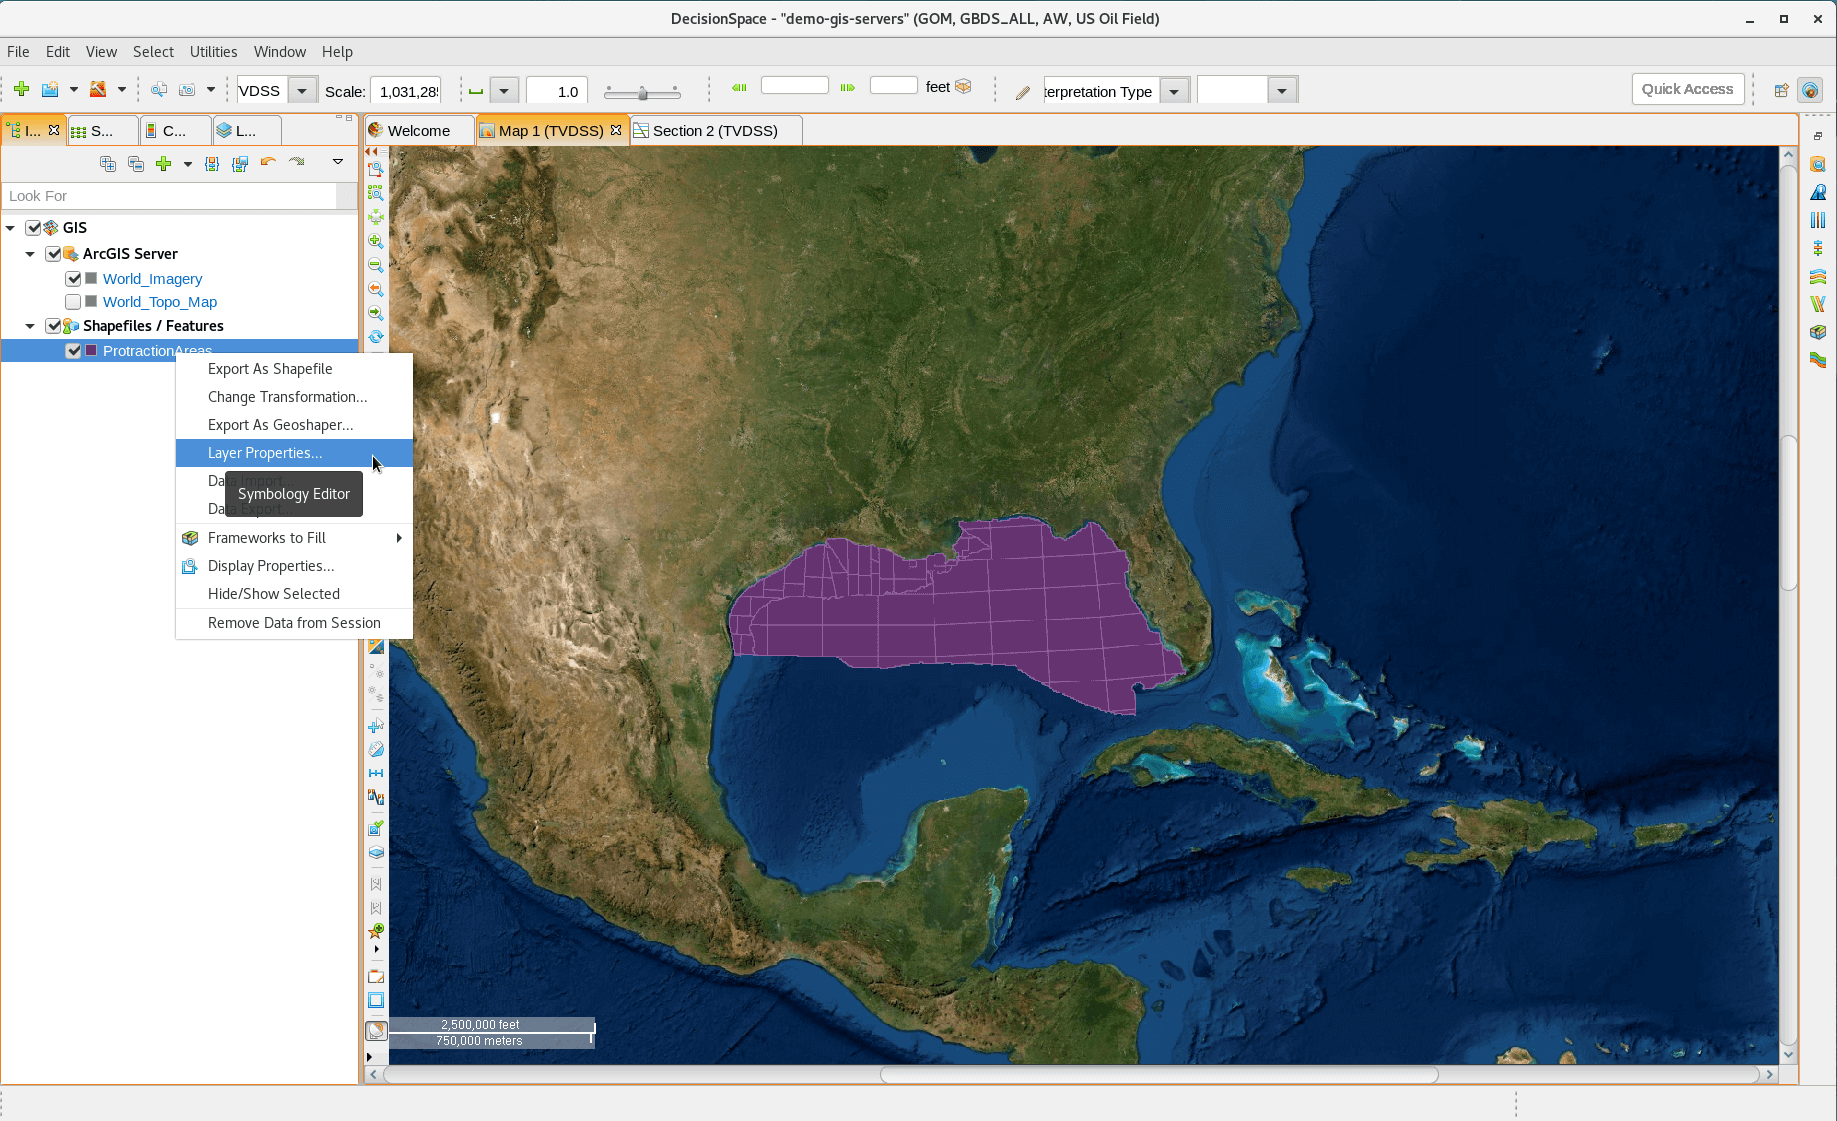 DecisionSpace - "demo-gis-servers" (GOM, GBDS_ALL, AW, US Oil Field)
File Edit View Select Utilities Window Help
VDSS Scale: 1,031,28 1.0 feet terpretation Type Quick Access
I... S... C... L... Welcome Map 1 (TVDSS) Section 2 (TVDSS)
Look For
GIS
ArcGIS Server
World_Imagery
World_Topo_Map
Shapefiles / Features
ProtractionAreas
Export As Shapefile
Change Transformation...
Export As Geoshaper...
Layer Properties...
Data Import...
Symbology Editor
Data Export...
Frameworks to Fill
Display Properties...
Hide/Show Selected
Remove Data from Session
2,500,000 feet
750,000 meters